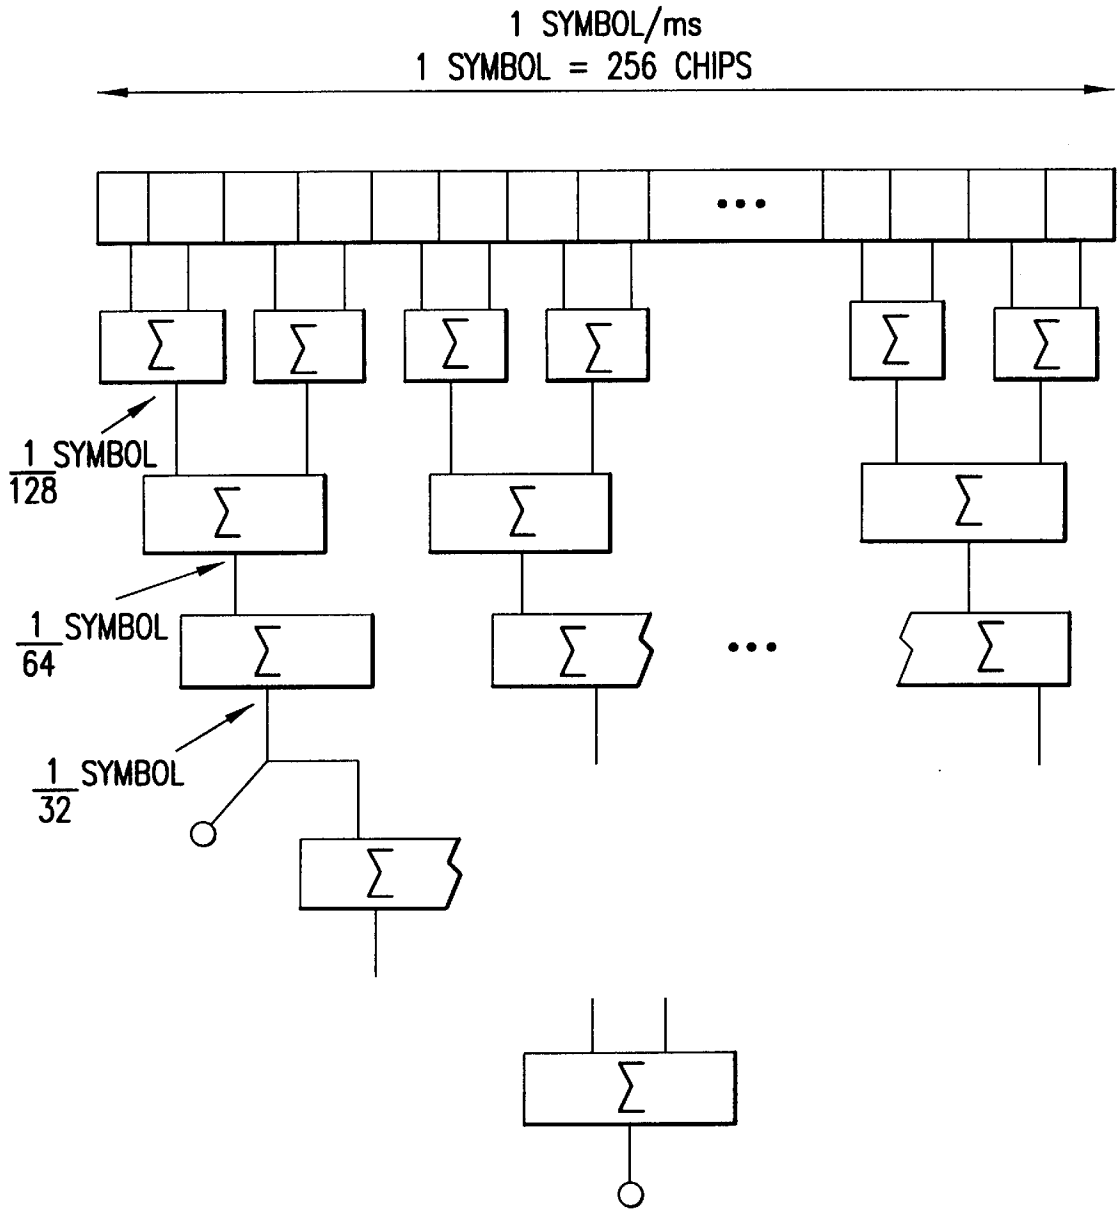 1 SYMBOL/ms
1 SYMBOL = 256 CHIPS
•••
Σ Σ Σ Σ Σ Σ
1/128 SYMBOL
Σ Σ Σ
1/64 SYMBOL
Σ Σ ••• Σ
1/32 SYMBOL
Σ
Σ